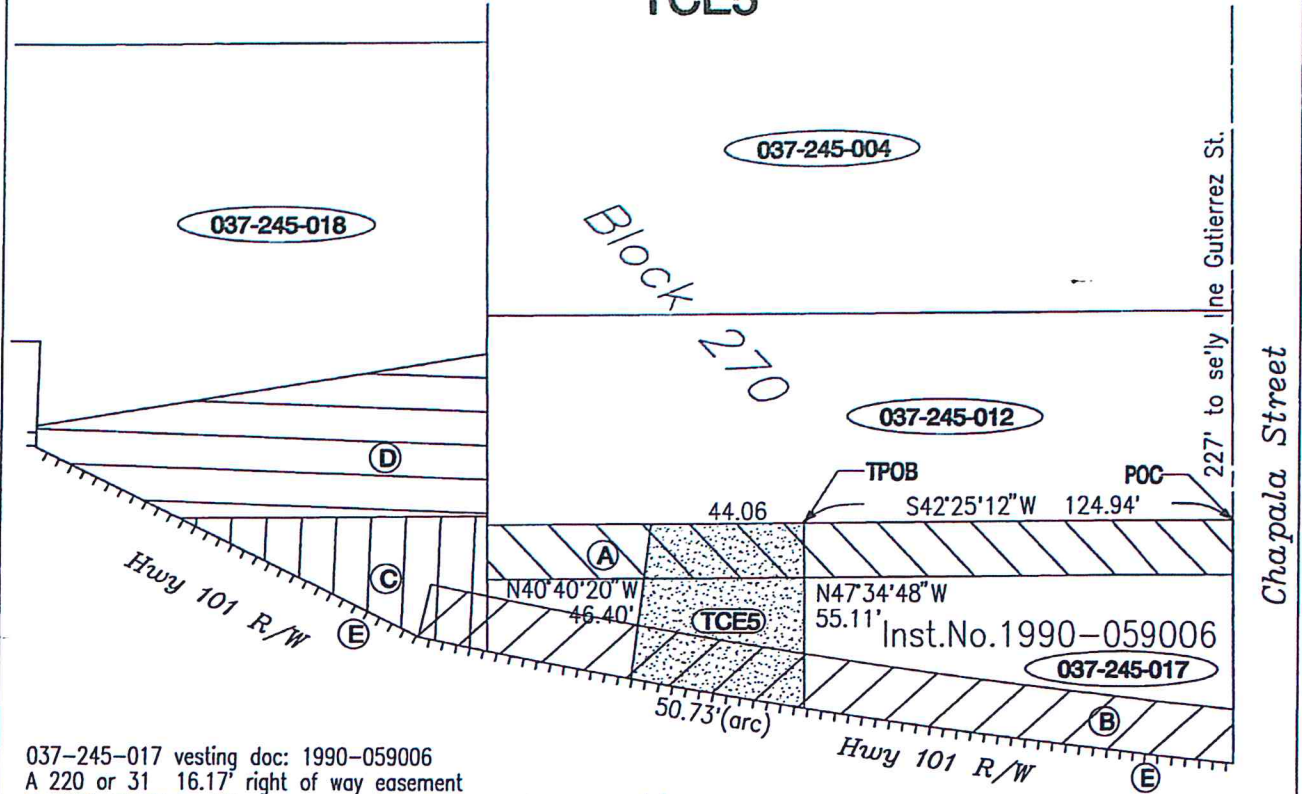 TCE5
037-245-004
037-245-018
Block 270
227' to se'ly line Gutierrez St.
Chapala Street
037-245-012
TPOB
POC
44.06
S42°25'12"W 124.94'
D
A
C
N40°40'20"W
46.40'
TCE5
N47°34'48"W
55.11'
Inst.No.1990-059006
037-245-017
Hwy 101 R/W
E
50.73'(arc)
B
Hwy 101 R/W
E
037-245-017 vesting doc: 1990-059006
A 220 or 31 16.17' right of way easement